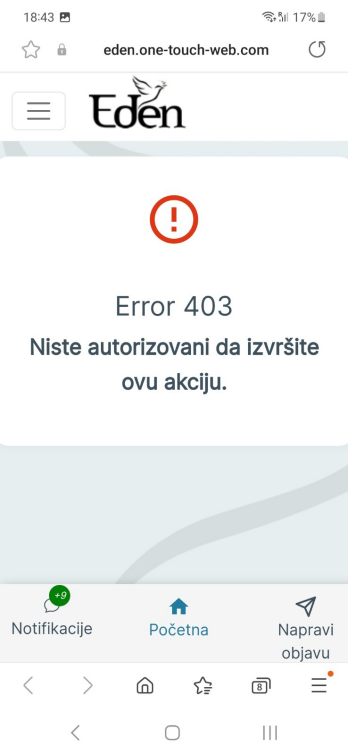 18:43 17%
eden.one-touch-web.com
Eden
Error 403
Niste autorizovani da izvršite
ovu akciju.
+9
Notifikacije
Početna
Napravi
objavu
8